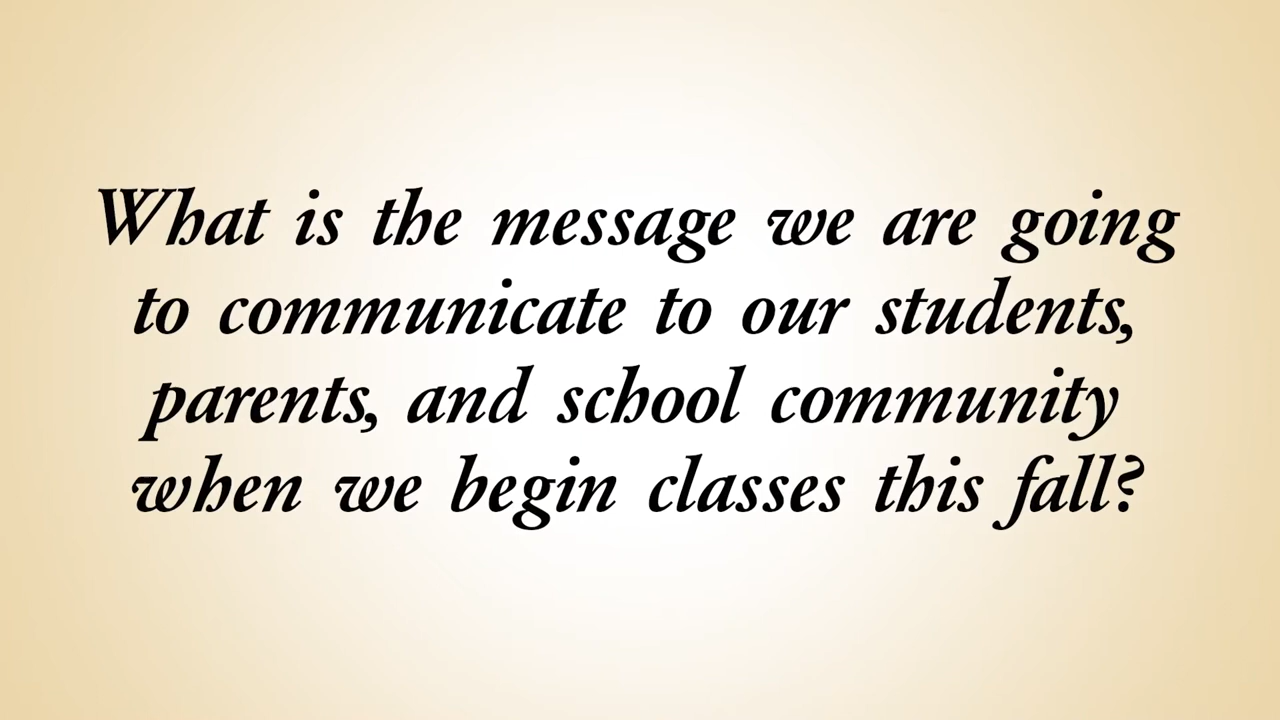 What is the message we are going
to communicate to our students,
parents, and school community
when we begin classes this fall?